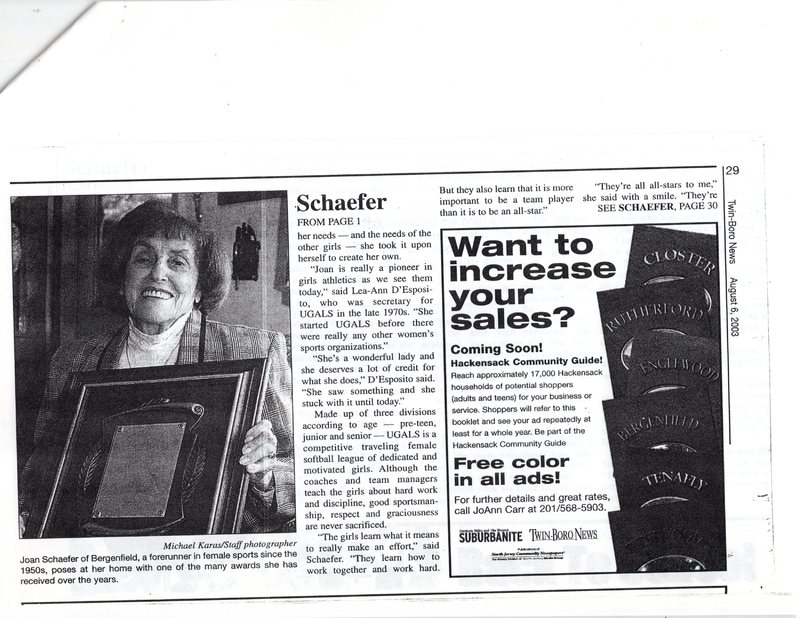 29
Twin-Boro News August 6, 2003
Schaefer
FROM PAGE 1
her needs — and the needs of the
other girls — she took it upon
herself to create her own.
“Joan is really a pioneer in
girls athletics as we see them
today,” said Lea-Ann D’Esposi-
to, who was secretary for
UGALS in the late 1970s. “She
started UGALS before there
were really any other women’s
sports organizations.”
“She’s a wonderful lady and
she deserves a lot of credit for
what she does,” D’Esposito said.
“She saw something and she
stuck with it until today.”
Made up of three divisions
according to age — pre-teen,
junior and senior — UGALS is a
competitive traveling female
softball league of dedicated and
motivated girls. Although the
coaches and team managers
teach the girls about hard work
and discipline, good sportsman-
ship, respect and graciousness
are never sacrificed.
“The girls learn what it means
to really make an effort,” said
Schaefer. “They learn how to
work together and work hard.
But they also learn that it is more
important to be a team player
than it is to be an all-star.”
“They’re all all-stars to me,”
she said with a smile. “They’re
SEE SCHAEFER, PAGE 30
Michael Karas/Staff photographer
Joan Schaefer of Bergenfield, a forerunner in female sports since the
1950s, poses at her home with one of the many awards she has
received over the years.
Want to
increase
your
sales?
Coming Soon!
Hackensack Community Guide!
Reach approximately 17,000 Hackensack
households of potential shoppers
(adults and teens) for your business or
service. Shoppers will refer to this
booklet and see your ad repeatedly at
least for a whole year. Be part of the
Hackensack Community Guide
Free color
in all ads!
For further details and great rates,
call JoAnn Carr at 201/568-5903.
SUBURBANITE TWIN-BORO NEWS
Publications of
North Jersey Community Newspapers
CLOSTER
RUTHERFORD
ENGLEWOOD
BERGENFIELD
TENAFLY